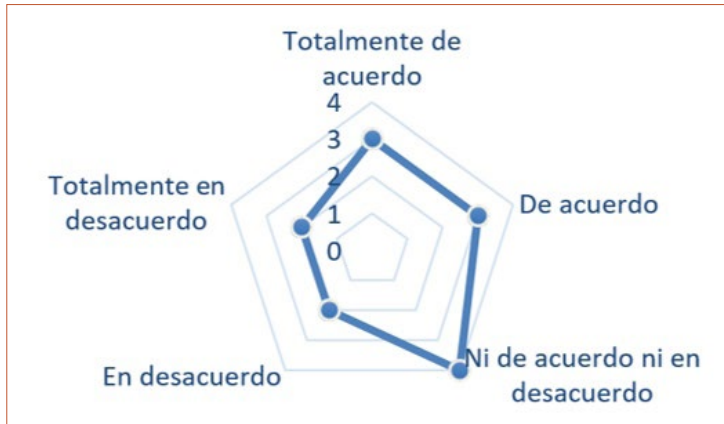 Totalmente de
acuerdo
4
3
2
1
0
De acuerdo
Ni de acuerdo ni en
desacuerdo
En desacuerdo
Totalmente en
desacuerdo